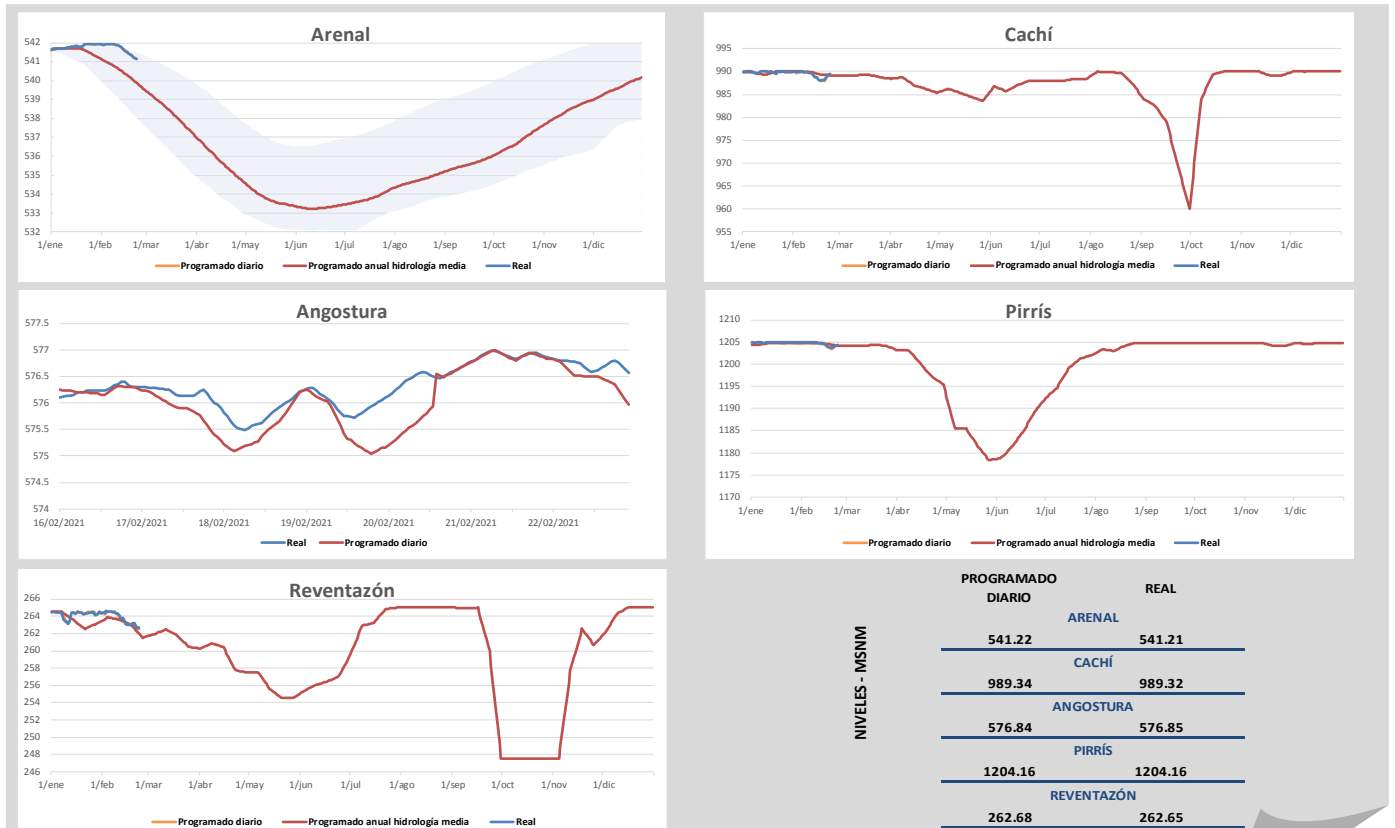 Arenal
542
541
540
539
538
537
536
535
534
533
532
1/ene 1/feb 1/mar 1/abr 1/may 1/jun 1/jul 1/ago 1/sep 1/oct 1/nov 1/dic
Programado diario Programado anual hidrología media Real
Cachí
995
990
985
980
975
970
965
960
955
1/ene 1/feb 1/mar 1/abr 1/may 1/jun 1/jul 1/ago 1/sep 1/oct 1/nov 1/dic
Programado diario Programado anual hidrología media Real
Angostura
577.5
577
576.5
576
575.5
575
574.5
574
16/02/2021 17/02/2021 18/02/2021 19/02/2021 20/02/2021 21/02/2021 22/02/2021
Real Programado diario
Pirrís
1210
1205
1200
1195
1190
1185
1180
1175
1170
1/ene 1/feb 1/mar 1/abr 1/may 1/jun 1/jul 1/ago 1/sep 1/oct 1/nov 1/dic
Programado diario Programado anual hidrología media Real
Reventazón
266
264
262
260
258
256
254
252
250
248
246
1/ene 1/feb 1/mar 1/abr 1/may 1/jun 1/jul 1/ago 1/sep 1/oct 1/nov 1/dic
Programado diario Programado anual hidrología media Real
NIVELES - MSNM
PROGRAMADO
DIARIO
REAL
ARENAL
541.22 541.21
CACHÍ
989.34 989.32
ANGOSTURA
576.84 576.85
PIRRÍS
1204.16 1204.16
REVENTAZÓN
262.68 262.65